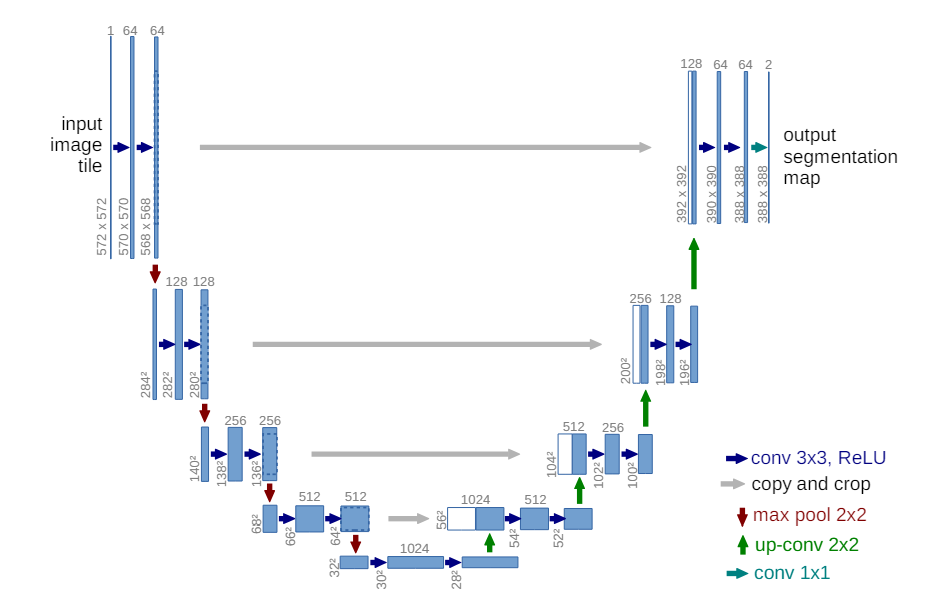 1 64 64
input
image
tile
572 x 572
570 x 570
568 x 568
128 64 64 2
392 x 392
390 x 390
388 x 388
388 x 388
output
segmentation
map
128 128
284²
282²
280²
256 128
200²
198²
196²
256 256
140²
138²
136²
512 256
104²
102²
100²
512 512
68²
66²
64²
1024 512
56²
54²
52²
1024
32²
30²
28²
conv 3x3, ReLU
copy and crop
max pool 2x2
up-conv 2x2
conv 1x1